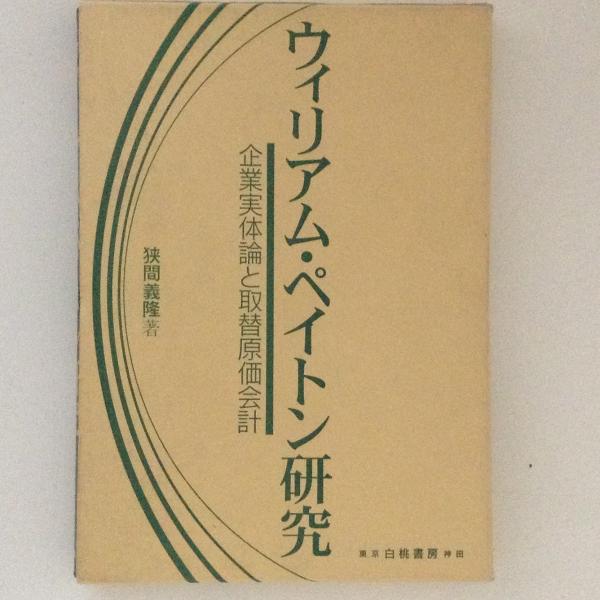 ウィリアム・ペイトン研究
企業実体論と取替原価会計
狭間義隆著
東京 白桃書房 神田